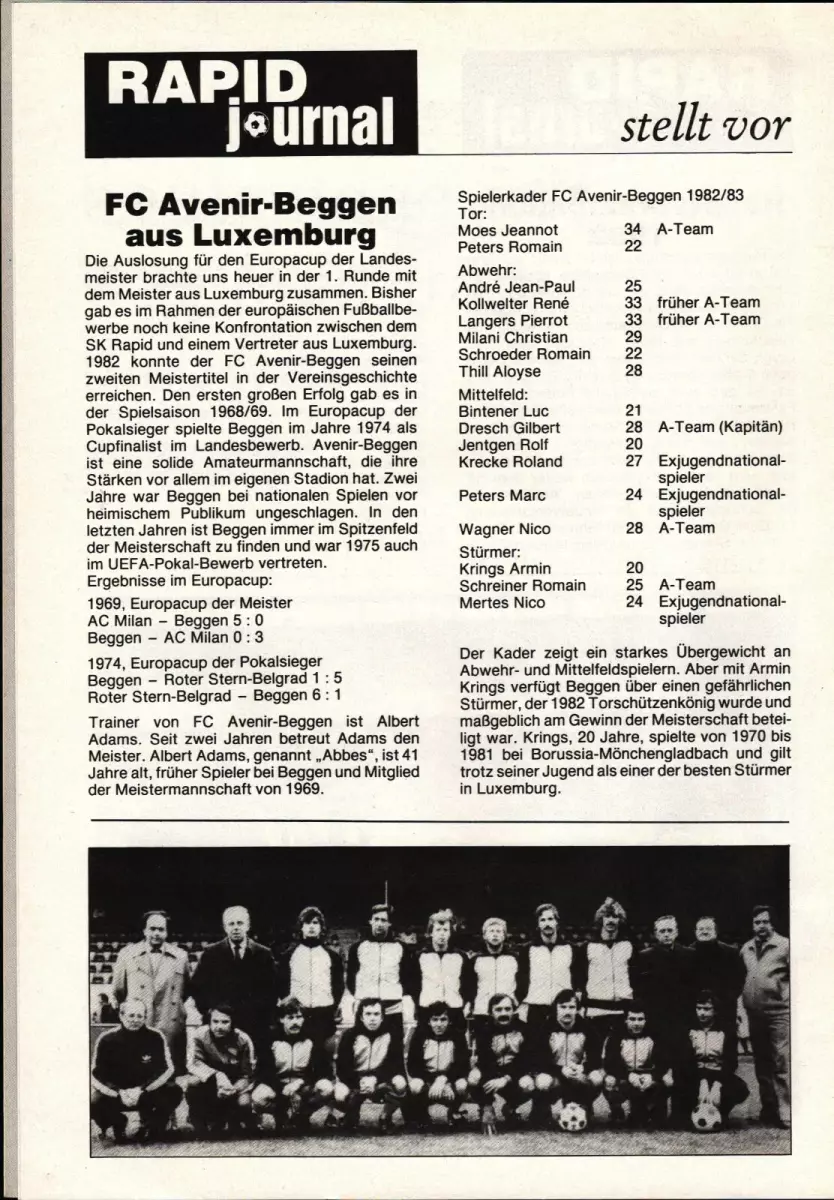 RAPID
journal
stellt vor
FC Avenir-Beggen
aus Luxemburg
Die Auslosung für den Europacup der Landes-
meister brachte uns heuer in der 1. Runde mit
dem Meister aus Luxemburg zusammen. Bisher
gab es im Rahmen der europäischen Fußballbe-
werbe noch keine Konfrontation zwischen dem
SK Rapid und einem Vertreter aus Luxemburg.
1982 konnte der FC Avenir-Beggen seinen
zweiten Meistertitel in der Vereinsgeschichte
erreichen. Den ersten großen Erfolg gab es in
der Spielsaison 1968/69. Im Europacup der
Pokalsieger spielte Beggen im Jahre 1974 als
Cupfinalist im Landesbewerb. Avenir-Beggen
ist eine solide Amateurmannschaft, die ihre
Stärken vor allem im eigenen Stadion hat. Zwei
Jahre war Beggen bei nationalen Spielen vor
heimischem Publikum ungeschlagen. In den
letzten Jahren ist Beggen immer im Spitzenfeld
der Meisterschaft zu finden und war 1975 auch
im UEFA-Pokal-Bewerb vertreten.
Ergebnisse im Europacup:
1969, Europacup der Meister
AC Milan – Beggen 5 : 0
Beggen – AC Milan 0 : 3
1974, Europacup der Pokalsieger
Beggen – Roter Stern-Belgrad 1 : 5
Roter Stern-Belgrad – Beggen 6 : 1
Trainer von FC Avenir-Beggen ist Albert
Adams. Seit zwei Jahren betreut Adams den
Meister. Albert Adams, genannt „Abbes“, ist 41
Jahre alt, früher Spieler bei Beggen und Mitglied
der Meistermannschaft von 1969.
Spielerkader FC Avenir-Beggen 1982/83
Tor:
Moes Jeannot 34 A-Team
Peters Romain 22
Abwehr:
André Jean-Paul 25
Kollwelter René 33 früher A-Team
Langers Pierrot 33 früher A-Team
Milani Christian 29
Schroeder Romain 22
Thill Aloyse 28
Mittelfeld:
Bintener Luc 21
Dresch Gilbert 28 A-Team (Kapitän)
Jentgen Rolf 20
Krecke Roland 27 Exjugendnational-
spieler
Peters Marc 24 Exjugendnational-
spieler
Wagner Nico 28 A-Team
Stürmer:
Krings Armin 20
Schreiner Romain 25 A-Team
Mertes Nico 24 Exjugendnational-
spieler
Der Kader zeigt ein starkes Übergewicht an
Abwehr- und Mittelfeldspielern. Aber mit Armin
Krings verfügt Beggen über einen gefährlichen
Stürmer, der 1982 Torschützenkönig wurde und
maßgeblich am Gewinn der Meisterschaft betei-
ligt war. Krings, 20 Jahre, spielte von 1970 bis
1981 bei Borussia-Mönchengladbach und gilt
trotz seiner Jugend als einer der besten Stürmer
in Luxemburg.